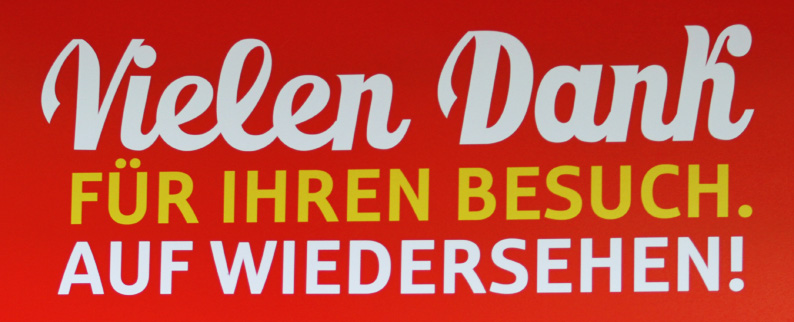 Vielen Dank
FÜR IHREN BESUCH.
AUF WIEDERSEHEN!